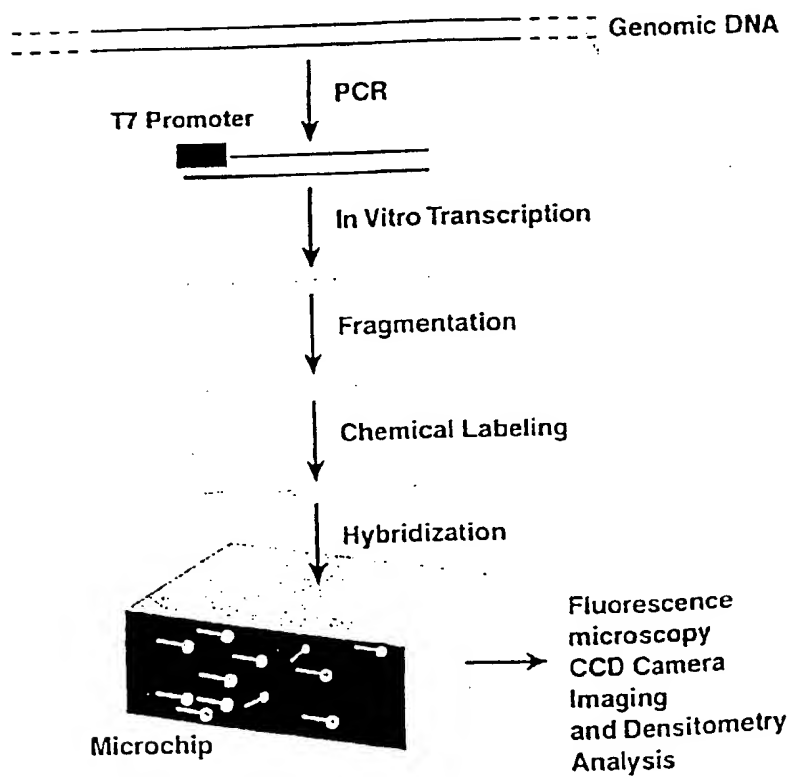 Genomic DNA
PCR
T7 Promoter
In Vitro Transcription
Fragmentation
Chemical Labeling
Hybridization
Fluorescence
microscopy
CCD Camera
Imaging
and Densitometry
Analysis
Microchip